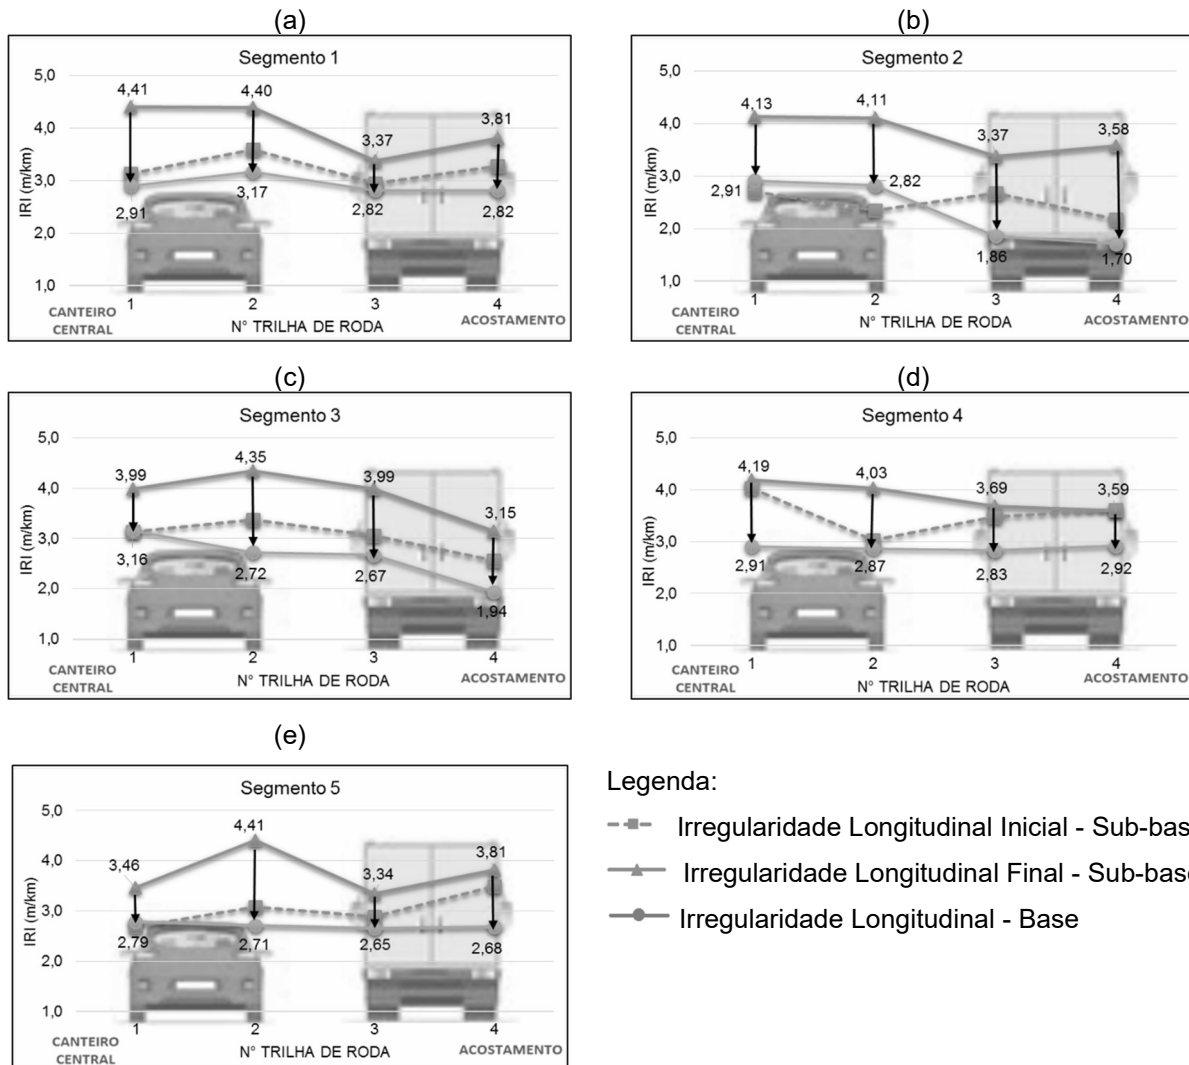 (a)
Segmento 1
IRI (m/km)
5,0
4,0
3,0
2,0
1,0
4,41
4,40
3,37
3,81
2,91
3,17
2,82
2,82
1 2 3 4
CANTEIRO CENTRAL
N° TRILHA DE RODA
ACOSTAMENTO
(b)
Segmento 2
IRI (m/km)
5,0
4,0
3,0
2,0
1,0
4,13
4,11
3,37
3,58
2,91
2,82
1,86
1,70
1 2 3 4
CANTEIRO CENTRAL
N° TRILHA DE RODA
ACOSTAMENTO
(c)
Segmento 3
IRI (m/km)
5,0
4,0
3,0
2,0
1,0
3,99
4,35
3,99
3,15
3,16
2,72
2,67
1,94
1 2 3 4
CANTEIRO CENTRAL
N° TRILHA DE RODA
ACOSTAMENTO
(d)
Segmento 4
IRI (m/km)
5,0
4,0
3,0
2,0
1,0
4,19
4,03
3,69
3,59
2,91
2,87
2,83
2,92
1 2 3 4
CANTEIRO CENTRAL
N° TRILHA DE RODA
ACOSTAMENTO
(e)
Segmento 5
IRI (m/km)
5,0
4,0
3,0
2,0
1,0
3,46
4,41
3,34
3,81
2,79
2,71
2,65
2,68
1 2 3 4
CANTEIRO CENTRAL
N° TRILHA DE RODA
ACOSTAMENTO
Legenda:
Irregularidade Longitudinal Inicial - Sub-bas
Irregularidade Longitudinal Final - Sub-base
Irregularidade Longitudinal - Base